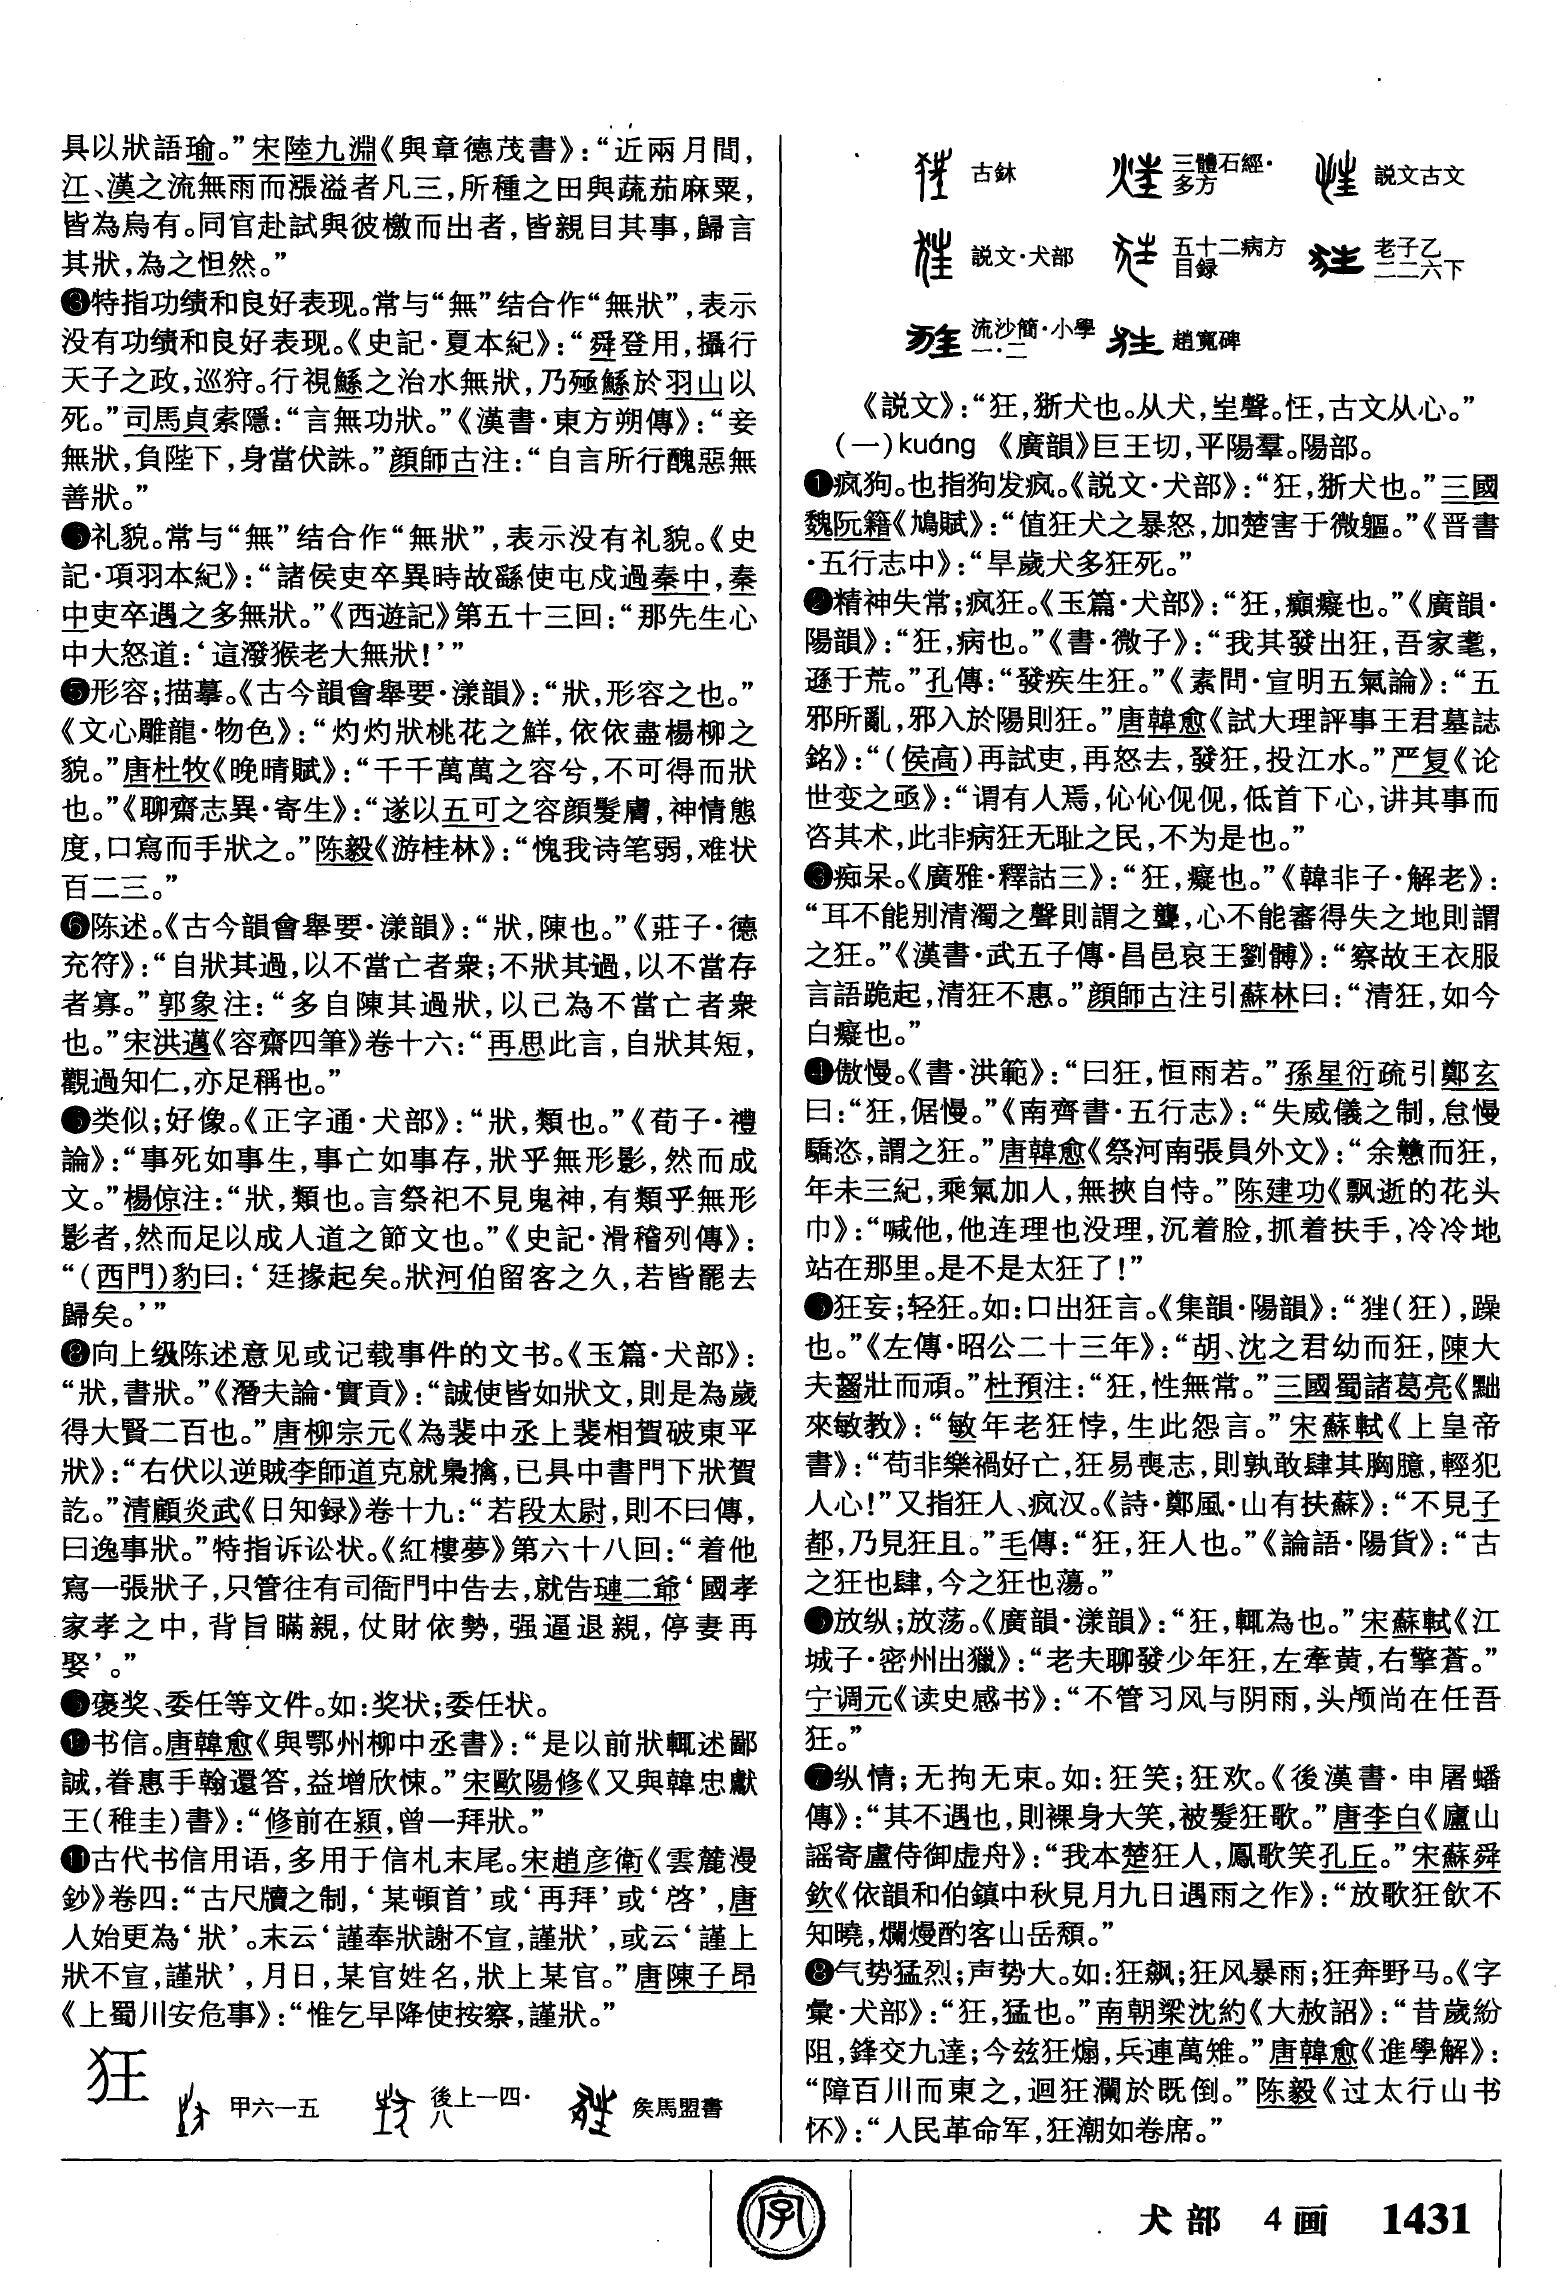 具以狀語瑜。”宋陸九淵《與章德茂書》：“近兩月間，
江、漢之流無雨而漲溢者凡三，所種之田與蔬茄麻粟，
皆為烏有。同官赴試與彼檄而出者，皆親目其事，歸言
其狀，為之怛然。”
❸特指功绩和良好表现。常与“無”结合作“無狀”，表示
没有功绩和良好表现。《史記·夏本紀》：“舜登用，攝行
天子之政，巡狩。行視鯀之治水無狀，乃殛鯀於羽山以
死。”司馬貞索隱：“言無功狀。”《漢書·東方朔傳》：“妾
無狀，負陛下，身當伏誅。”顔師古注：“自言所行醜惡無
善狀。”
❹礼貌。常与“無”结合作“無狀”，表示没有礼貌。《史
記·項羽本紀》：“諸侯吏卒異時故繇使屯戍過秦中，秦
中吏卒遇之多無狀。”《西遊記》第五十三回：“那先生心
中大怒道：‘這潑猴老大無狀！’”
❺形容；描摹。《古今韻會舉要·漾韻》：“狀，形容之也。”
《文心雕龍·物色》：“灼灼狀桃花之鮮，依依盡楊柳之
貌。”唐杜牧《晚晴賦》：“千千萬萬之容兮，不可得而狀
也。”《聊齋志異·寄生》：“遂以五可之容顔髮膚，神情態
度，口寫而手狀之。”陈毅《游桂林》：“愧我诗笔弱，难状
百二三。”
❻陈述。《古今韻會舉要·漾韻》：“狀，陳也。”《莊子·德
充符》：“自狀其過，以不當亡者衆；不狀其過，以不當存
者寡。”郭象注：“多自陳其過狀，以己為不當亡者衆
也。”宋洪邁《容齋四筆》卷十六：“再思此言，自狀其短，
觀過知仁，亦足稱也。”
❼类似；好像。《正字通·犬部》：“狀，類也。”《荀子·禮
論》：“事死如事生，事亡如事存，狀乎無形影，然而成
文。”楊倞注：“狀，類也。言祭祀不見鬼神，有類乎無形
影者，然而足以成人道之節文也。”《史記·滑稽列傳》：
“（西門）豹曰：‘廷掾起矣。狀河伯留客之久，若皆罷去
歸矣。’”
❽向上级陈述意见或记载事件的文书。《玉篇·犬部》：
“狀，書狀。”《潛夫論·實貢》：“誠使皆如狀文，則是為歲
得大賢二百也。”唐柳宗元《為裴中丞上裴相賀破東平
狀》：“右伏以逆賊李師道克就梟擒，已具中書門下狀賀
訖。”清顧炎武《日知録》卷十九：“若段太尉，則不曰傳，
曰逸事狀。”特指诉讼状。《紅樓夢》第六十八回：“着他
寫一張狀子，只管往有司衙門中告去，就告璉二爺‘國孝
家孝之中，背旨瞞親，仗財依勢，强逼退親，停妻再
娶’。”
❾褒奖、委任等文件。如：奖状；委任状。
❿书信。唐韓愈《與鄂州柳中丞書》：“是以前狀輒述鄙
誠，眷惠手翰還答，益增欣悚。”宋歐陽修《又與韓忠獻
王（稚圭）書》：“修前在潁，曾一拜狀。”
⓫古代书信用语，多用于信札末尾。宋趙彦衛《雲麓漫
鈔》卷四：“古尺牘之制，‘某頓首’或‘再拜’或‘啓’，唐
人始更為‘狀’。末云‘謹奉狀謝不宣，謹狀’，或云‘謹上
狀不宣，謹狀’，月日，某官姓名，狀上某官。”唐陳子昂
《上蜀川安危事》：“惟乞早降使按察，謹狀。”
狂
甲六一五 後上一四·八 矦馬盟書
古鉥 三體石經·多方 説文古文
説文·犬部 五十二病方目録 老子乙二二六下
流沙簡·小學一·二 趙寬碑
《説文》：“狂，狾犬也。从犬，㞷聲。忹，古文从心。”
（一）kuáng 《廣韻》巨王切，平陽羣。陽部。
❶疯狗。也指狗发疯。《説文·犬部》：“狂，狾犬也。”三國
魏阮籍《鳩賦》：“值狂犬之暴怒，加楚害于微軀。”《晋書
·五行志中》：“旱歲犬多狂死。”
❷精神失常；疯狂。《玉篇·犬部》：“狂，癲癡也。”《廣韻·
陽韻》：“狂，病也。”《書·微子》：“我其發出狂，吾家耄，
遜于荒。”孔傳：“發疾生狂。”《素問·宣明五氣論》：“五
邪所亂，邪入於陽則狂。”唐韓愈《試大理評事王君墓誌
銘》：“（侯高）再試吏，再怒去，發狂，投江水。”严复《论
世变之亟》：“谓有人焉，伈伈伣伣，低首下心，讲其事而
咨其术，此非病狂无耻之民，不为是也。”
❸痴呆。《廣雅·釋詁三》：“狂，癡也。”《韓非子·解老》：
“耳不能别清濁之聲則謂之聾，心不能審得失之地則謂
之狂。”《漢書·武五子傳·昌邑哀王劉髆》：“察故王衣服
言語跪起，清狂不惠。”顔師古注引蘇林曰：“清狂，如今
白癡也。”
❹傲慢。《書·洪範》：“曰狂，恒雨若。”孫星衍疏引鄭玄
曰：“狂，倨慢。”《南齊書·五行志》：“失威儀之制，怠慢
驕恣，謂之狂。”唐韓愈《祭河南張員外文》：“余戇而狂，
年未三紀，乘氣加人，無挾自恃。”陈建功《飘逝的花头
巾》：“喊他，他连理也没理，沉着脸，抓着扶手，冷冷地
站在那里。是不是太狂了！”
❺狂妄；轻狂。如：口出狂言。《集韻·陽韻》：“𤝵（狂），躁
也。”《左傳·昭公二十三年》：“胡、沈之君幼而狂，陳大
夫齧壯而頑。”杜預注：“狂，性無常。”三國蜀諸葛亮《黜
來敏教》：“敏年老狂悖，生此怨言。”宋蘇軾《上皇帝
書》：“苟非樂禍好亡，狂易喪志，則孰敢肆其胸臆，輕犯
人心！”又指狂人、疯汉。《詩·鄭風·山有扶蘇》：“不見子
都，乃見狂且。”毛傳：“狂，狂人也。”《論語·陽貨》：“古
之狂也肆，今之狂也蕩。”
❻放纵；放荡。《廣韻·漾韻》：“狂，輒為也。”宋蘇軾《江
城子·密州出獵》：“老夫聊發少年狂，左牽黄，右擎蒼。”
宁调元《读史感书》：“不管习风与阴雨，头颅尚在任吾
狂。”
❼纵情；无拘无束。如：狂笑；狂欢。《後漢書·申屠蟠
傳》：“其不遇也，則裸身大笑，被髮狂歌。”唐李白《廬山
謡寄盧侍御虚舟》：“我本楚狂人，鳳歌笑孔丘。”宋蘇舜
欽《依韻和伯鎮中秋見月九日遇雨之作》：“放歌狂飲不
知曉，爛熳酌客山岳頹。”
❽气势猛烈；声势大。如：狂飙；狂风暴雨；狂奔野马。《字
彙·犬部》：“狂，猛也。”南朝梁沈約《大赦詔》：“昔歲紛
阻，鋒交九達；今兹狂煽，兵連萬雉。”唐韓愈《進學解》：
“障百川而東之，迴狂瀾於既倒。”陈毅《过太行山书
怀》：“人民革命军，狂潮如卷席。”
字
犬部 4画 1431